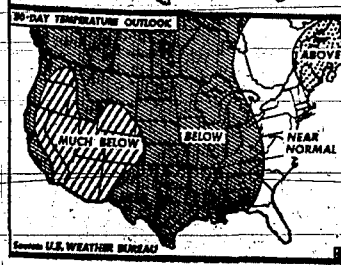 30-DAY TEMPERATURE OUTLOOK
ABOVE
MUCH BELOW
BELOW
NEAR
NORMAL
Source: U.S. WEATHER BUREAU